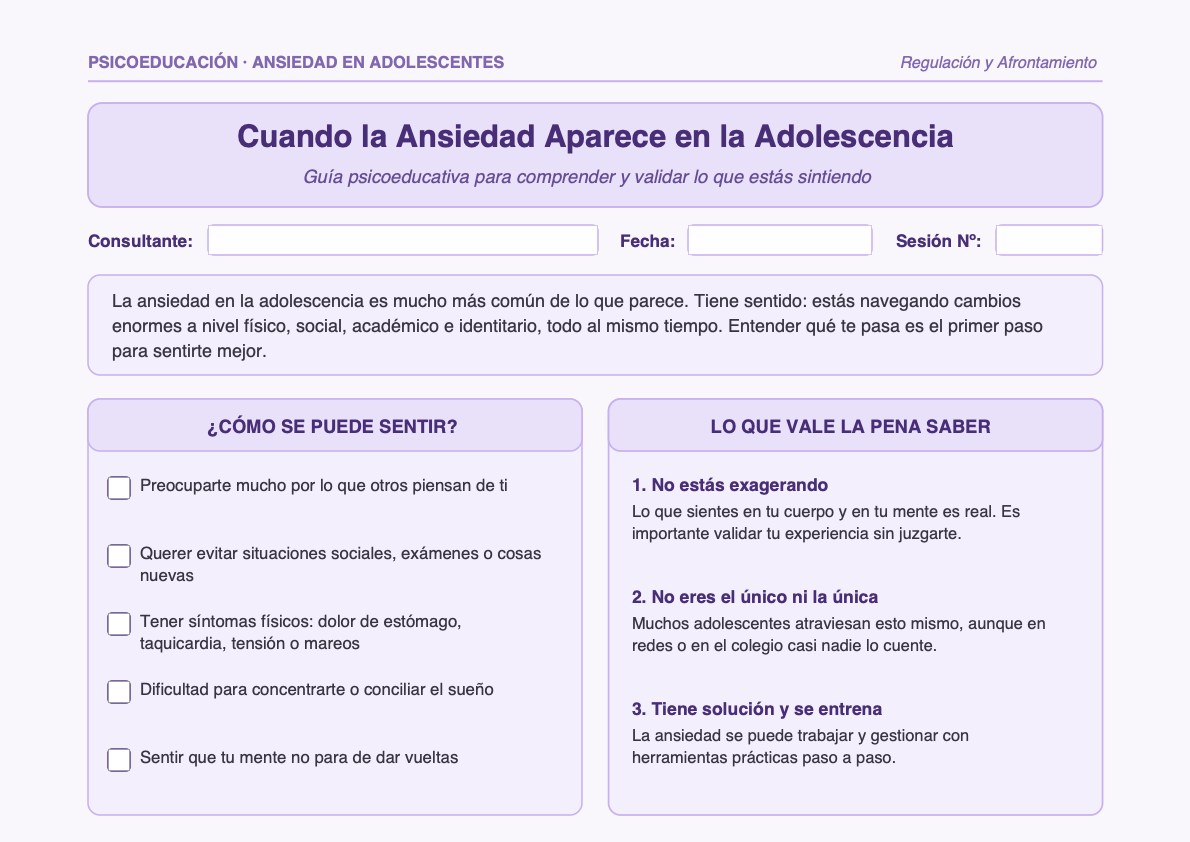 PSICOEDUCACIÓN · ANSIEDAD EN ADOLESCENTES
Regulación y Afrontamiento
Cuando la Ansiedad Aparece en la Adolescencia
Guía psicoeducativa para comprender y validar lo que estás sintiendo
Consultante:
Fecha:
Sesión Nº:
La ansiedad en la adolescencia es mucho más común de lo que parece. Tiene sentido: estás navegando cambios
enormes a nivel físico, social, académico e identitario, todo al mismo tiempo. Entender qué te pasa es el primer paso
para sentirte mejor.
¿CÓMO SE PUEDE SENTIR?
Preocuparte mucho por lo que otros piensan de ti
Querer evitar situaciones sociales, exámenes o cosas
nuevas
Tener síntomas físicos: dolor de estómago,
taquicardia, tensión o mareos
Dificultad para concentrarte o conciliar el sueño
Sentir que tu mente no para de dar vueltas
LO QUE VALE LA PENA SABER
1. No estás exagerando
Lo que sientes en tu cuerpo y en tu mente es real. Es
importante validar tu experiencia sin juzgarte.
2. No eres el único ni la única
Muchos adolescentes atraviesan esto mismo, aunque en
redes o en el colegio casi nadie lo cuente.
3. Tiene solución y se entrena
La ansiedad se puede trabajar y gestionar con
herramientas prácticas paso a paso.